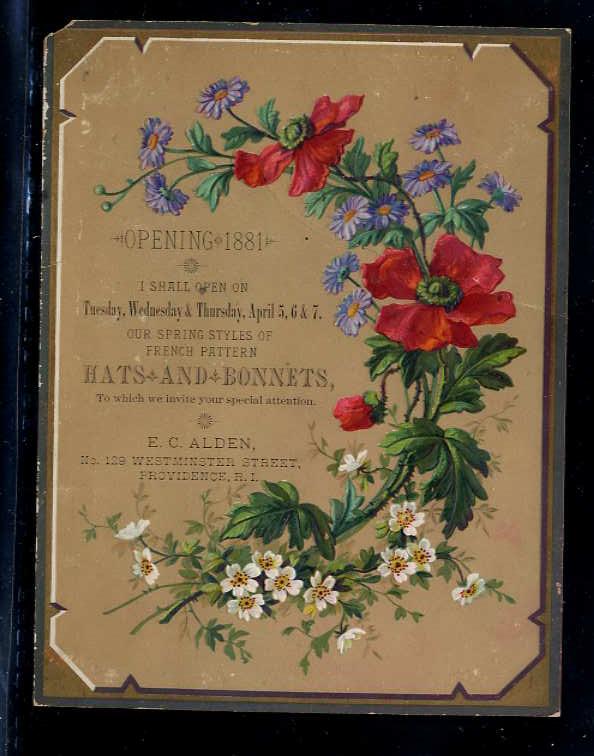 OPENING 1881
I SHALL OPEN ON
Tuesday, Wednesday & Thursday, April 5, 6 & 7.
OUR SPRING STYLES OF
FRENCH PATTERN
HATS AND BONNETS,
To which we invite your special attention.
E. C. ALDEN,
No. 129 WESTMINSTER STREET,
PROVIDENCE, R. I.